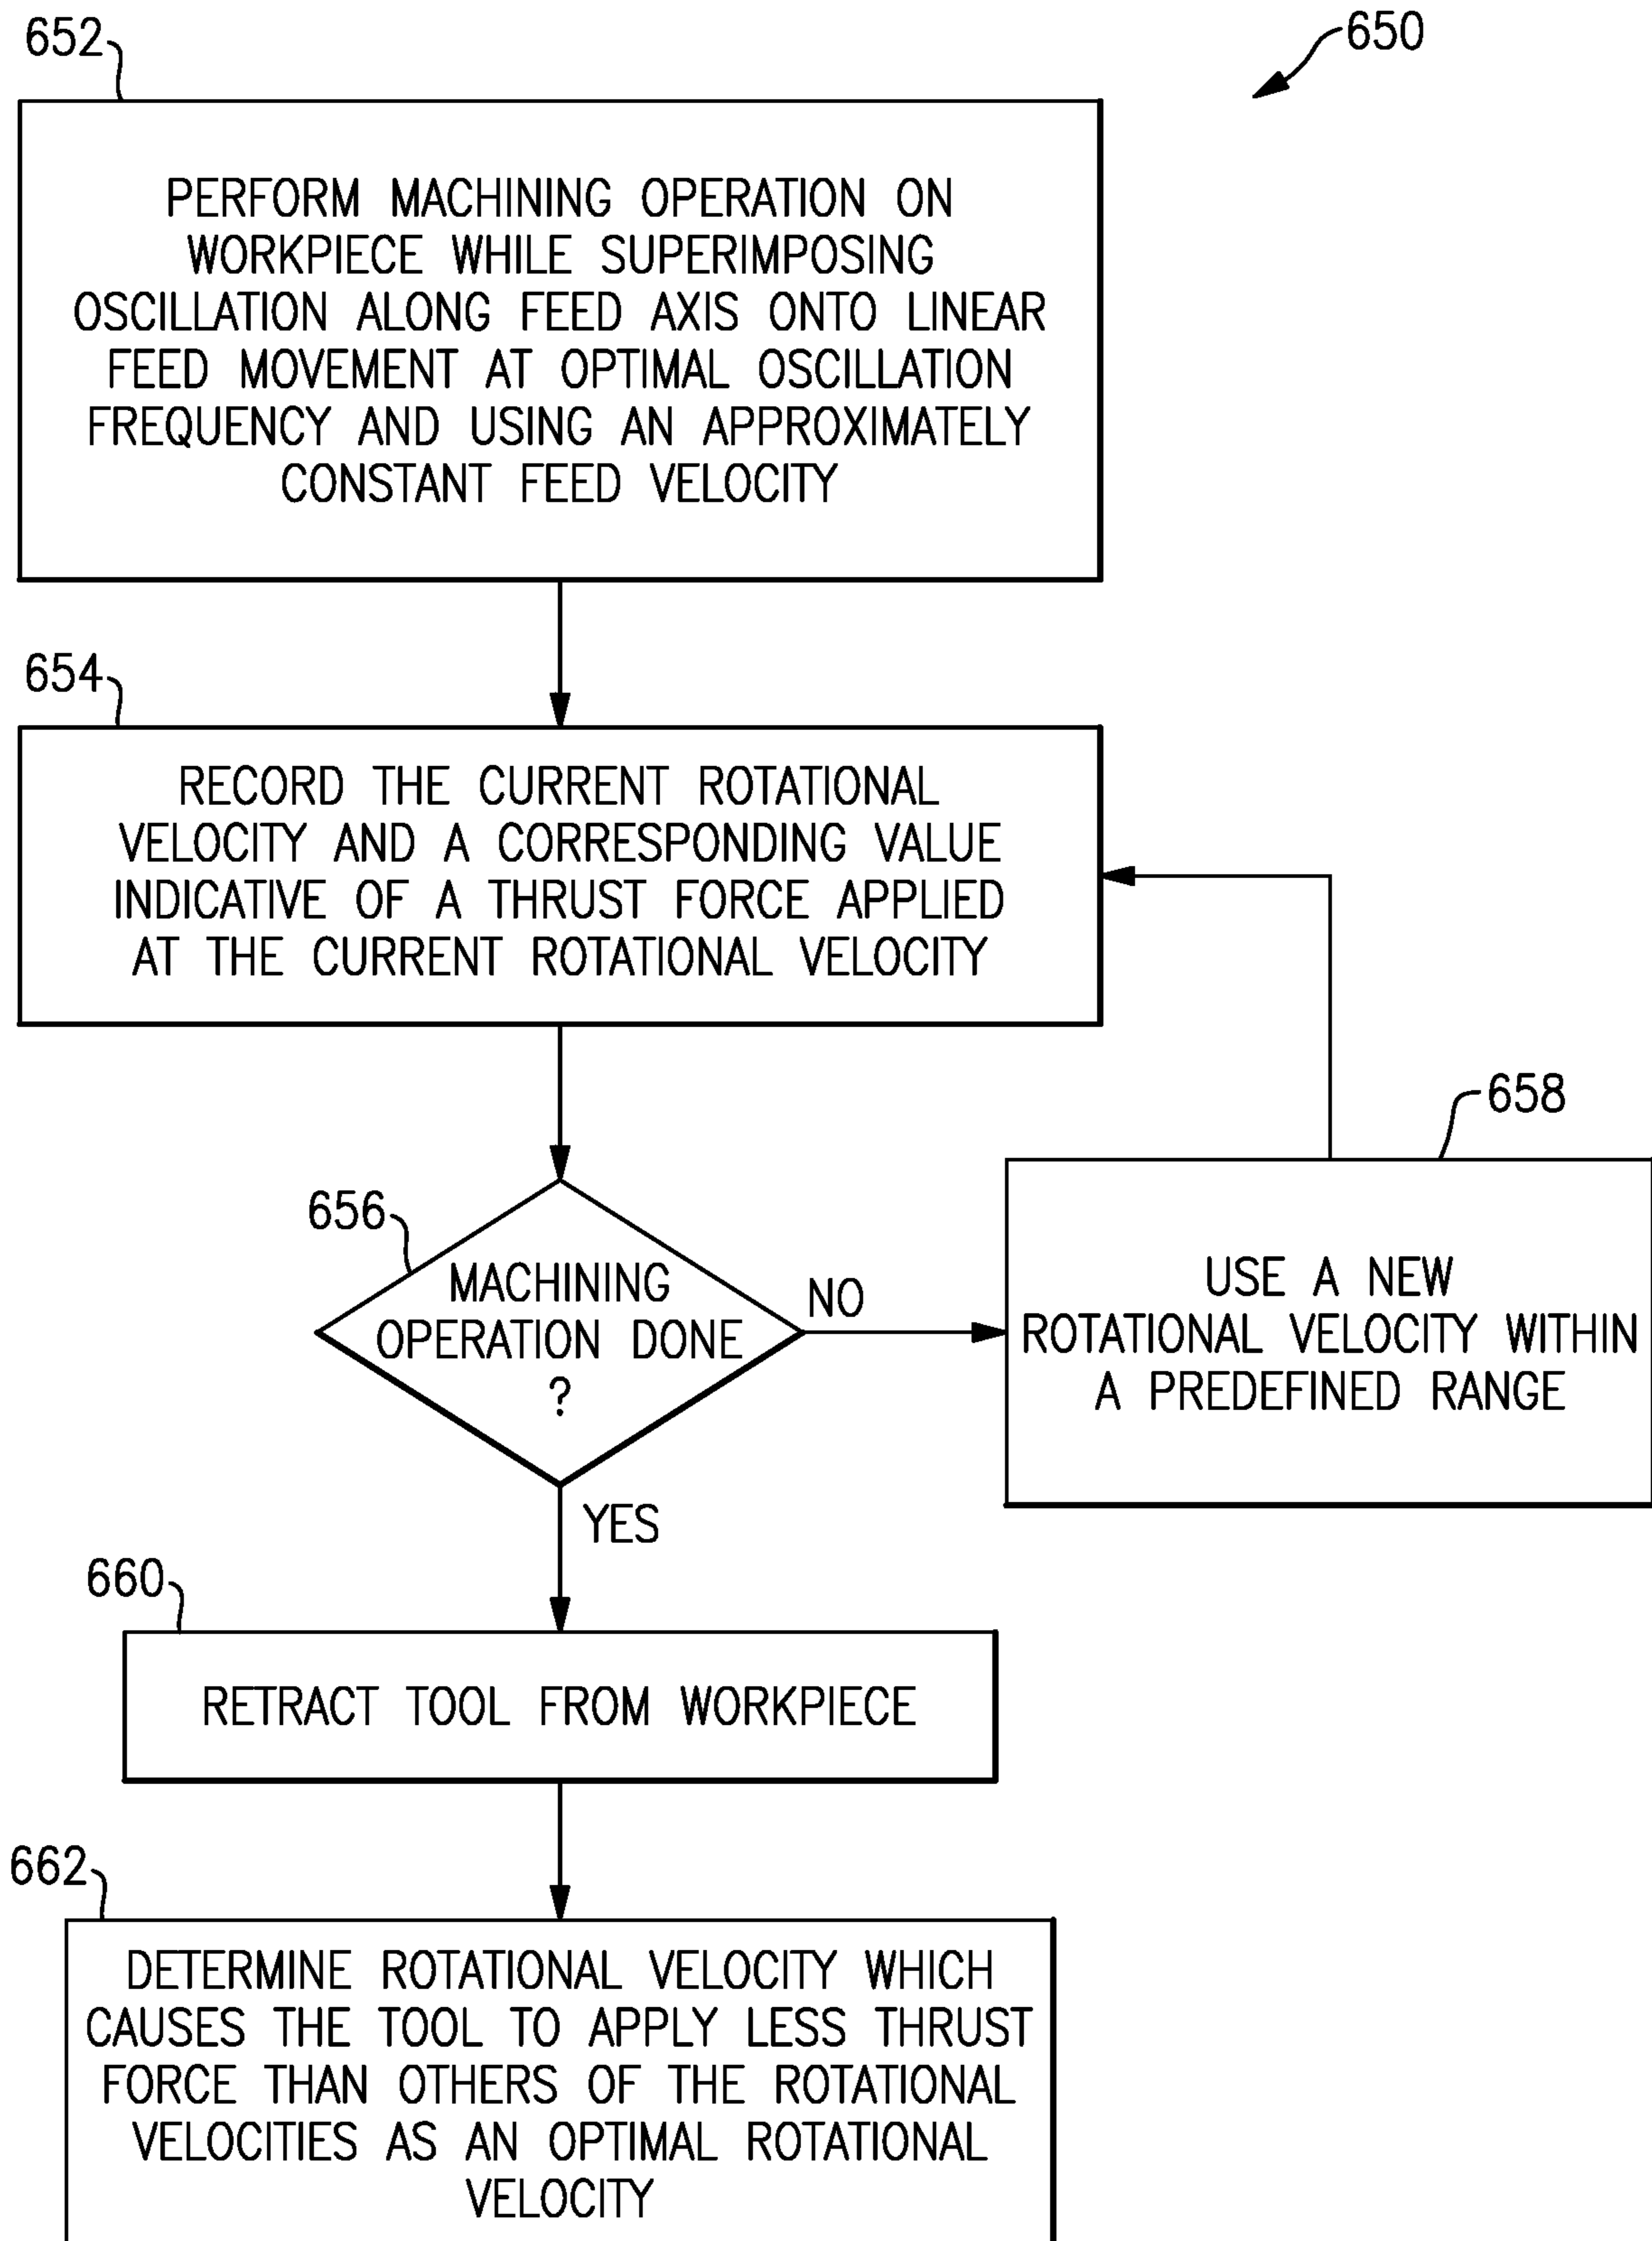 652
650
PERFORM MACHINING OPERATION ON
WORKPIECE WHILE SUPERIMPOSING
OSCILLATION ALONG FEED AXIS ONTO LINEAR
FEED MOVEMENT AT OPTIMAL OSCILLATION
FREQUENCY AND USING AN APPROXIMATELY
CONSTANT FEED VELOCITY
654
RECORD THE CURRENT ROTATIONAL
VELOCITY AND A CORRESPONDING VALUE
INDICATIVE OF A THRUST FORCE APPLIED
AT THE CURRENT ROTATIONAL VELOCITY
656
MACHINING
OPERATION DONE
?
NO
658
USE A NEW
ROTATIONAL VELOCITY WITHIN
A PREDEFINED RANGE
YES
660
RETRACT TOOL FROM WORKPIECE
662
DETERMINE ROTATIONAL VELOCITY WHICH
CAUSES THE TOOL TO APPLY LESS THRUST
FORCE THAN OTHERS OF THE ROTATIONAL
VELOCITIES AS AN OPTIMAL ROTATIONAL
VELOCITY